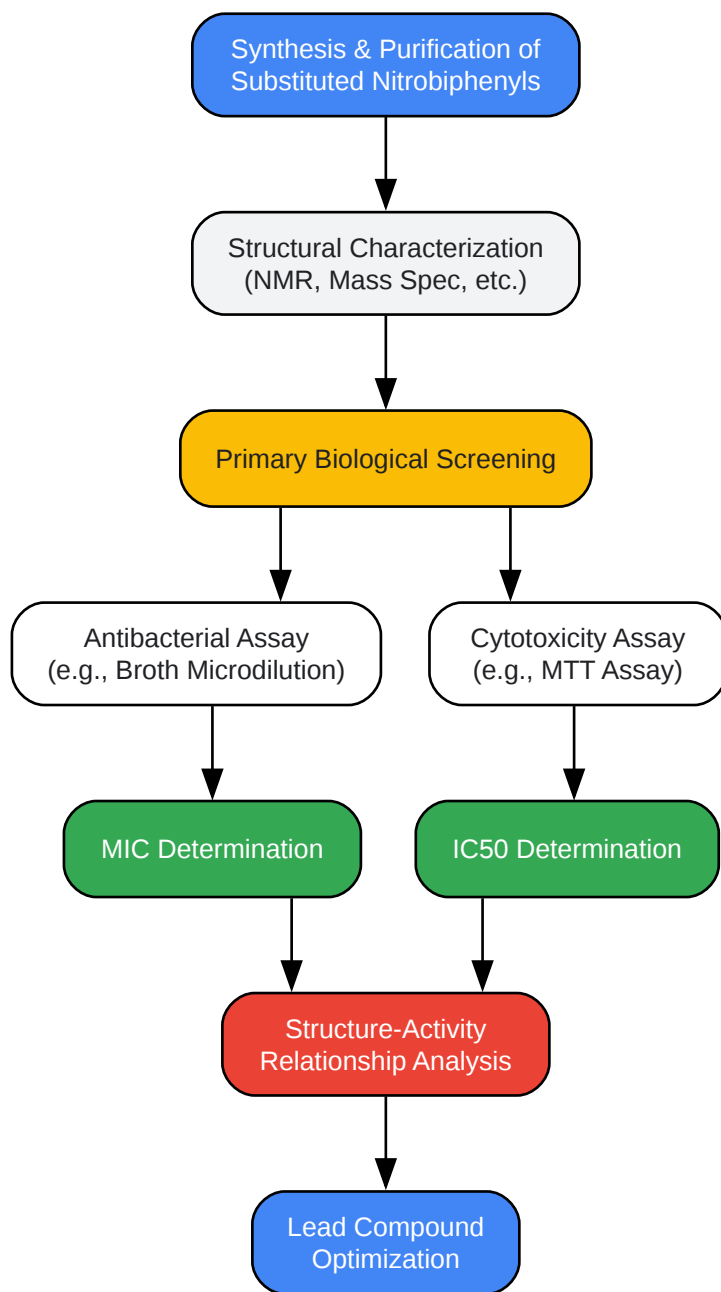 Synthesis & Purification of
Substituted Nitrobiphenyls
Structural Characterization
(NMR, Mass Spec, etc.)
Primary Biological Screening
Antibacterial Assay
(e.g., Broth Microdilution)
Cytotoxicity Assay
(e.g., MTT Assay)
MIC Determination
IC50 Determination
Structure-Activity
Relationship Analysis
Lead Compound
Optimization